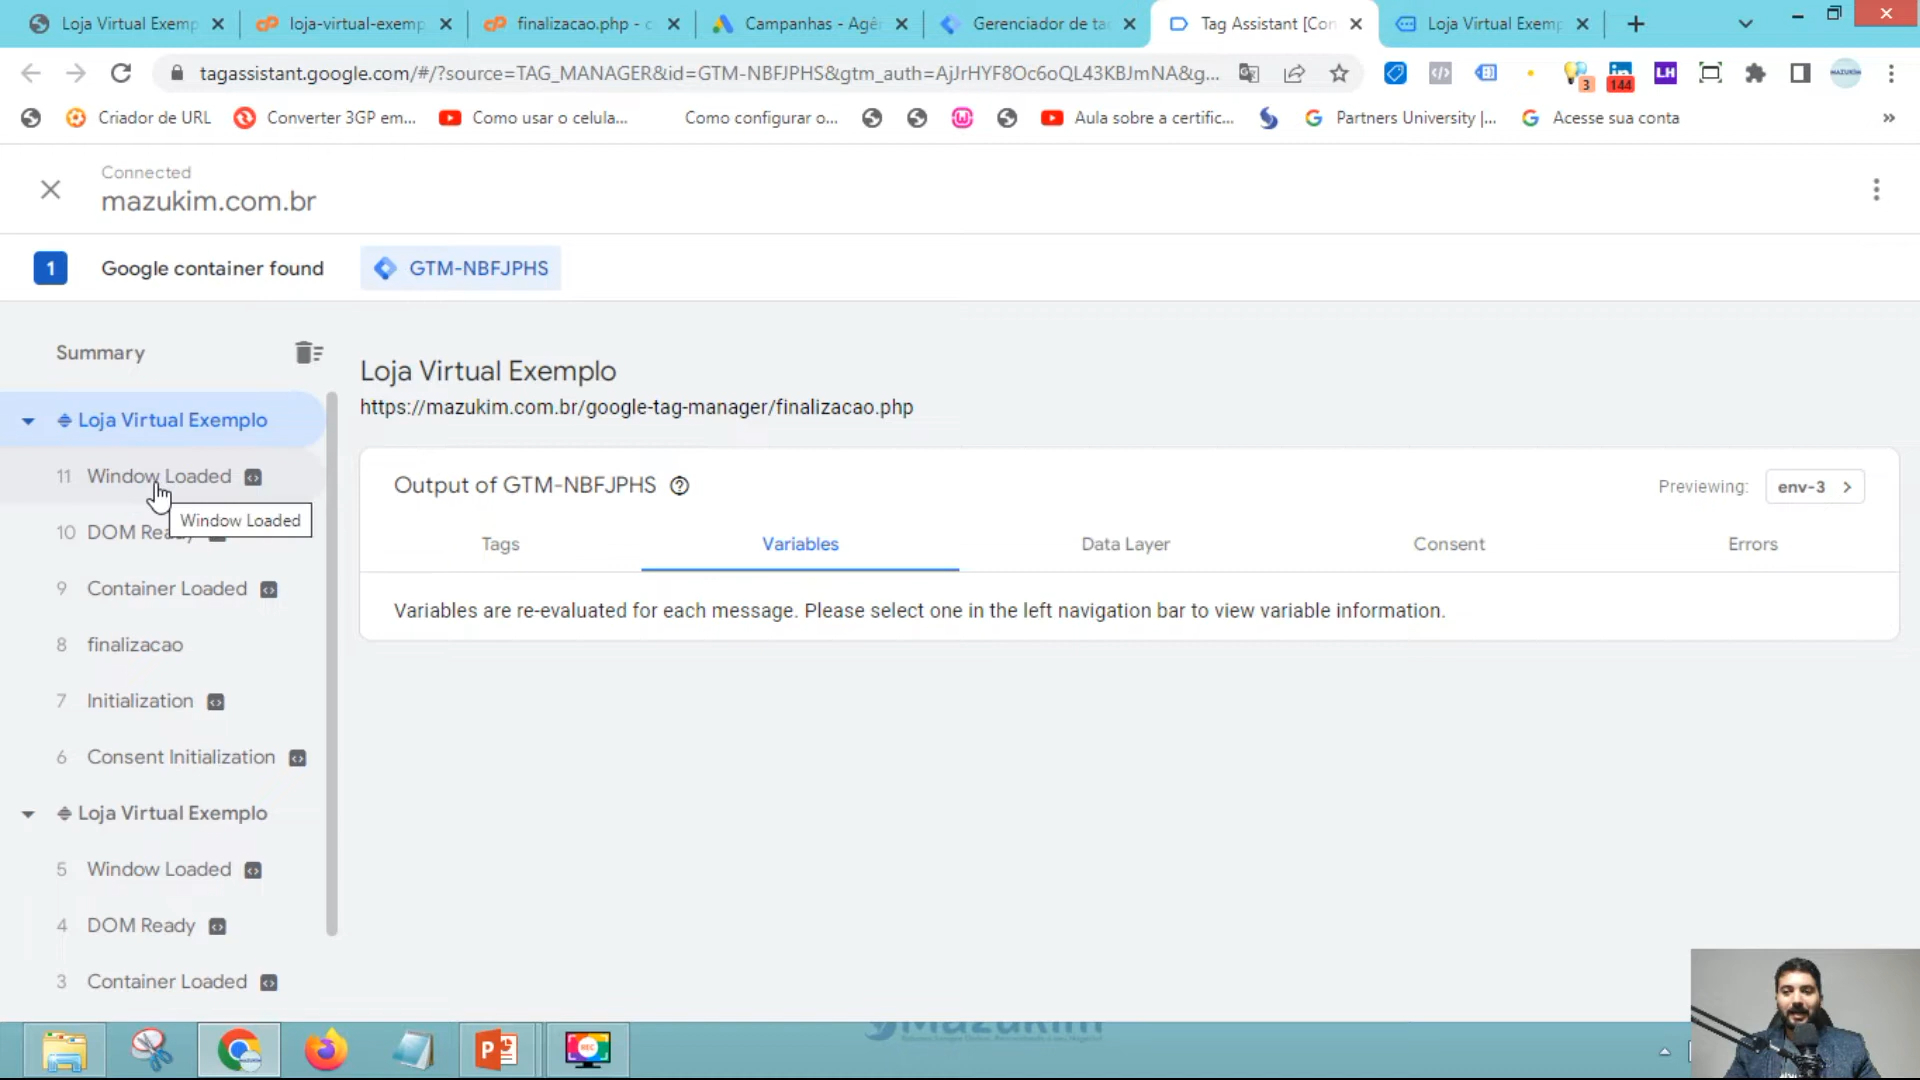 Loja Virtual Exemp
loja-virtual-exemp
finalizacao.php - c
Campanhas - Agê
Gerenciador de ta
Tag Assistant [Con
Loja Virtual Exemp
tagassistant.google.com/#/?source=TAG_MANAGER&id=GTM-NBFJPHS&gtm_auth=AjJrHYF8Oc6oQL43KBJmNA&g...
3
144
LH
MAZUKIM
Criador de URL
Converter 3GP em...
Como usar o celula...
Como configurar o...
Aula sobre a certific...
Partners University |...
Acesse sua conta
»
Connected
mazukim.com.br
1
Google container found
GTM-NBFJPHS
Summary
Loja Virtual Exemplo
11 Window Loaded
Window Loaded
10 DOM Ready
9 Container Loaded
8 finalizacao
7 Initialization
6 Consent Initialization
Loja Virtual Exemplo
5 Window Loaded
4 DOM Ready
3 Container Loaded
Loja Virtual Exemplo
https://mazukim.com.br/google-tag-manager/finalizacao.php
Output of GTM-NBFJPHS
Previewing: env-3
Tags
Variables
Data Layer
Consent
Errors
Variables are re-evaluated for each message. Please select one in the left navigation bar to view variable information.
Mazukim
REC